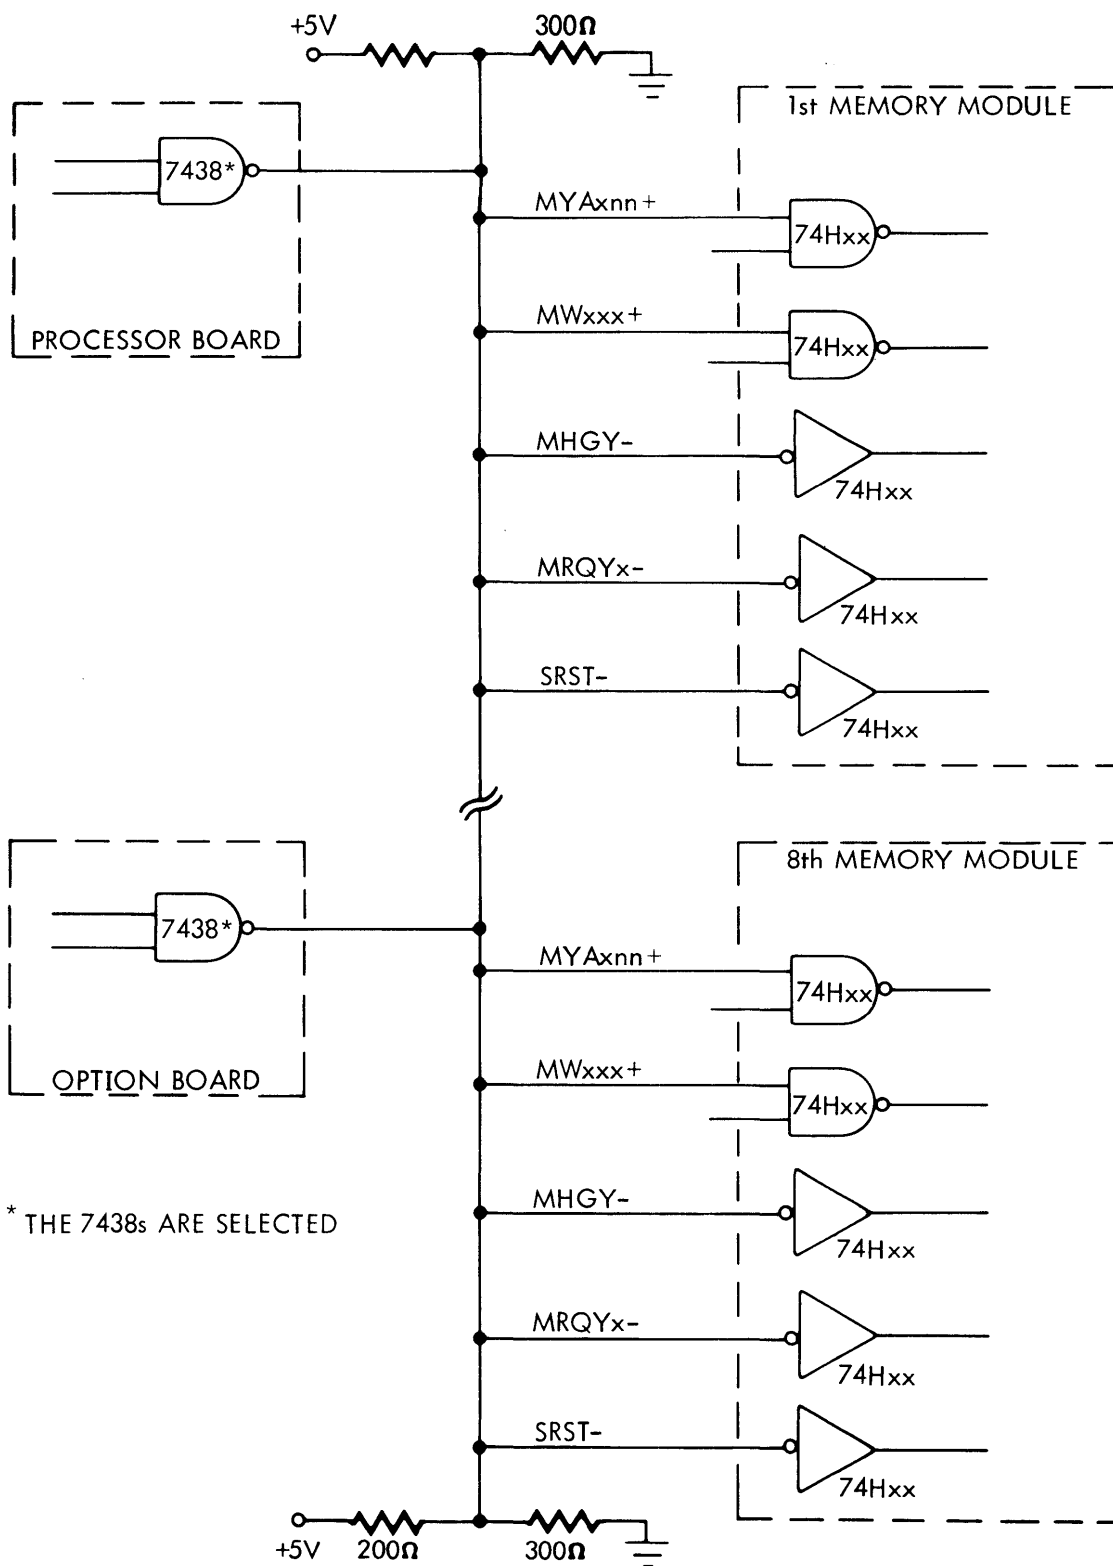 +5V 300Ω
1st MEMORY MODULE
7438*
PROCESSOR BOARD
MYAxnn+
74Hxx
MWxxx+
74Hxx
MHGY-
74Hxx
MRQYx-
74Hxx
SRST-
74Hxx
8th MEMORY MODULE
7438*
OPTION BOARD
MYAxnn+
74Hxx
MWxxx+
74Hxx
MHGY-
74Hxx
* THE 7438s ARE SELECTED
MRQYx-
74Hxx
SRST-
74Hxx
+5V 200Ω 300Ω